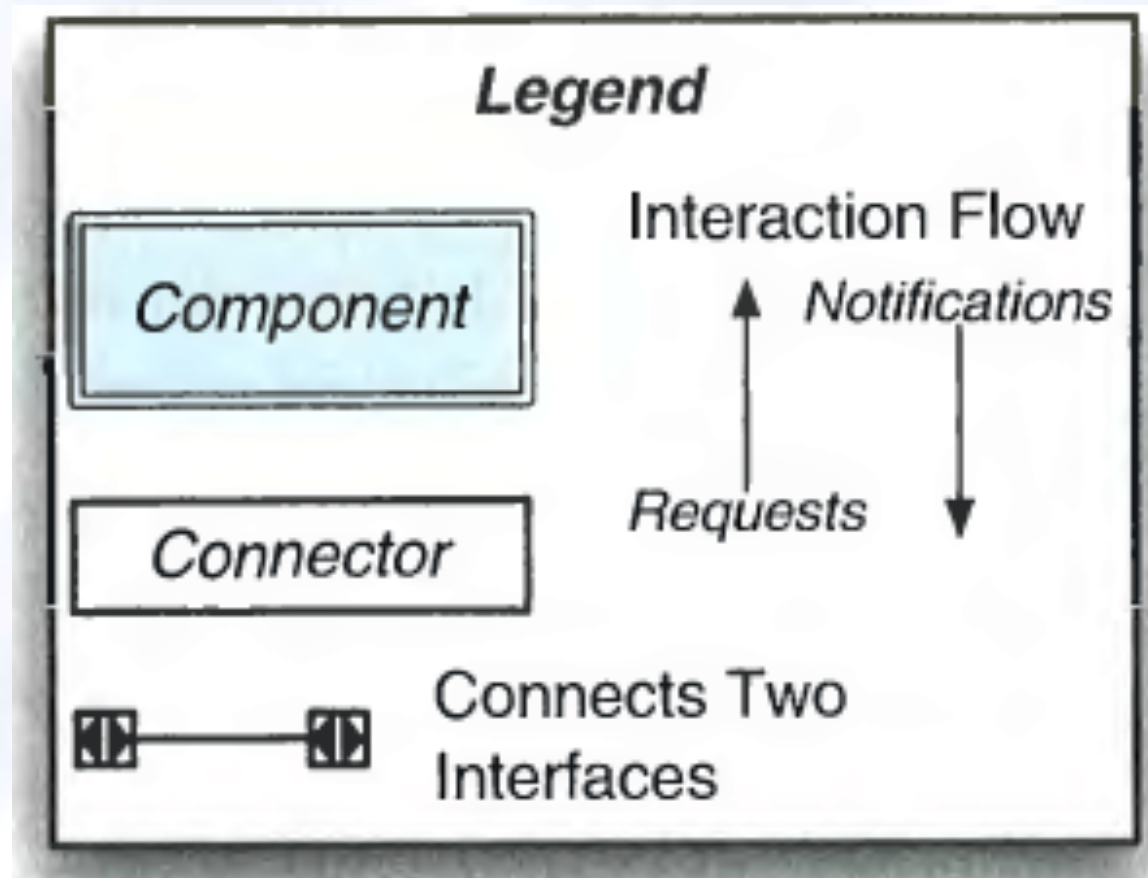 Legend
Component
Interaction Flow
Notifications
Requests
Connector
Connects Two
Interfaces